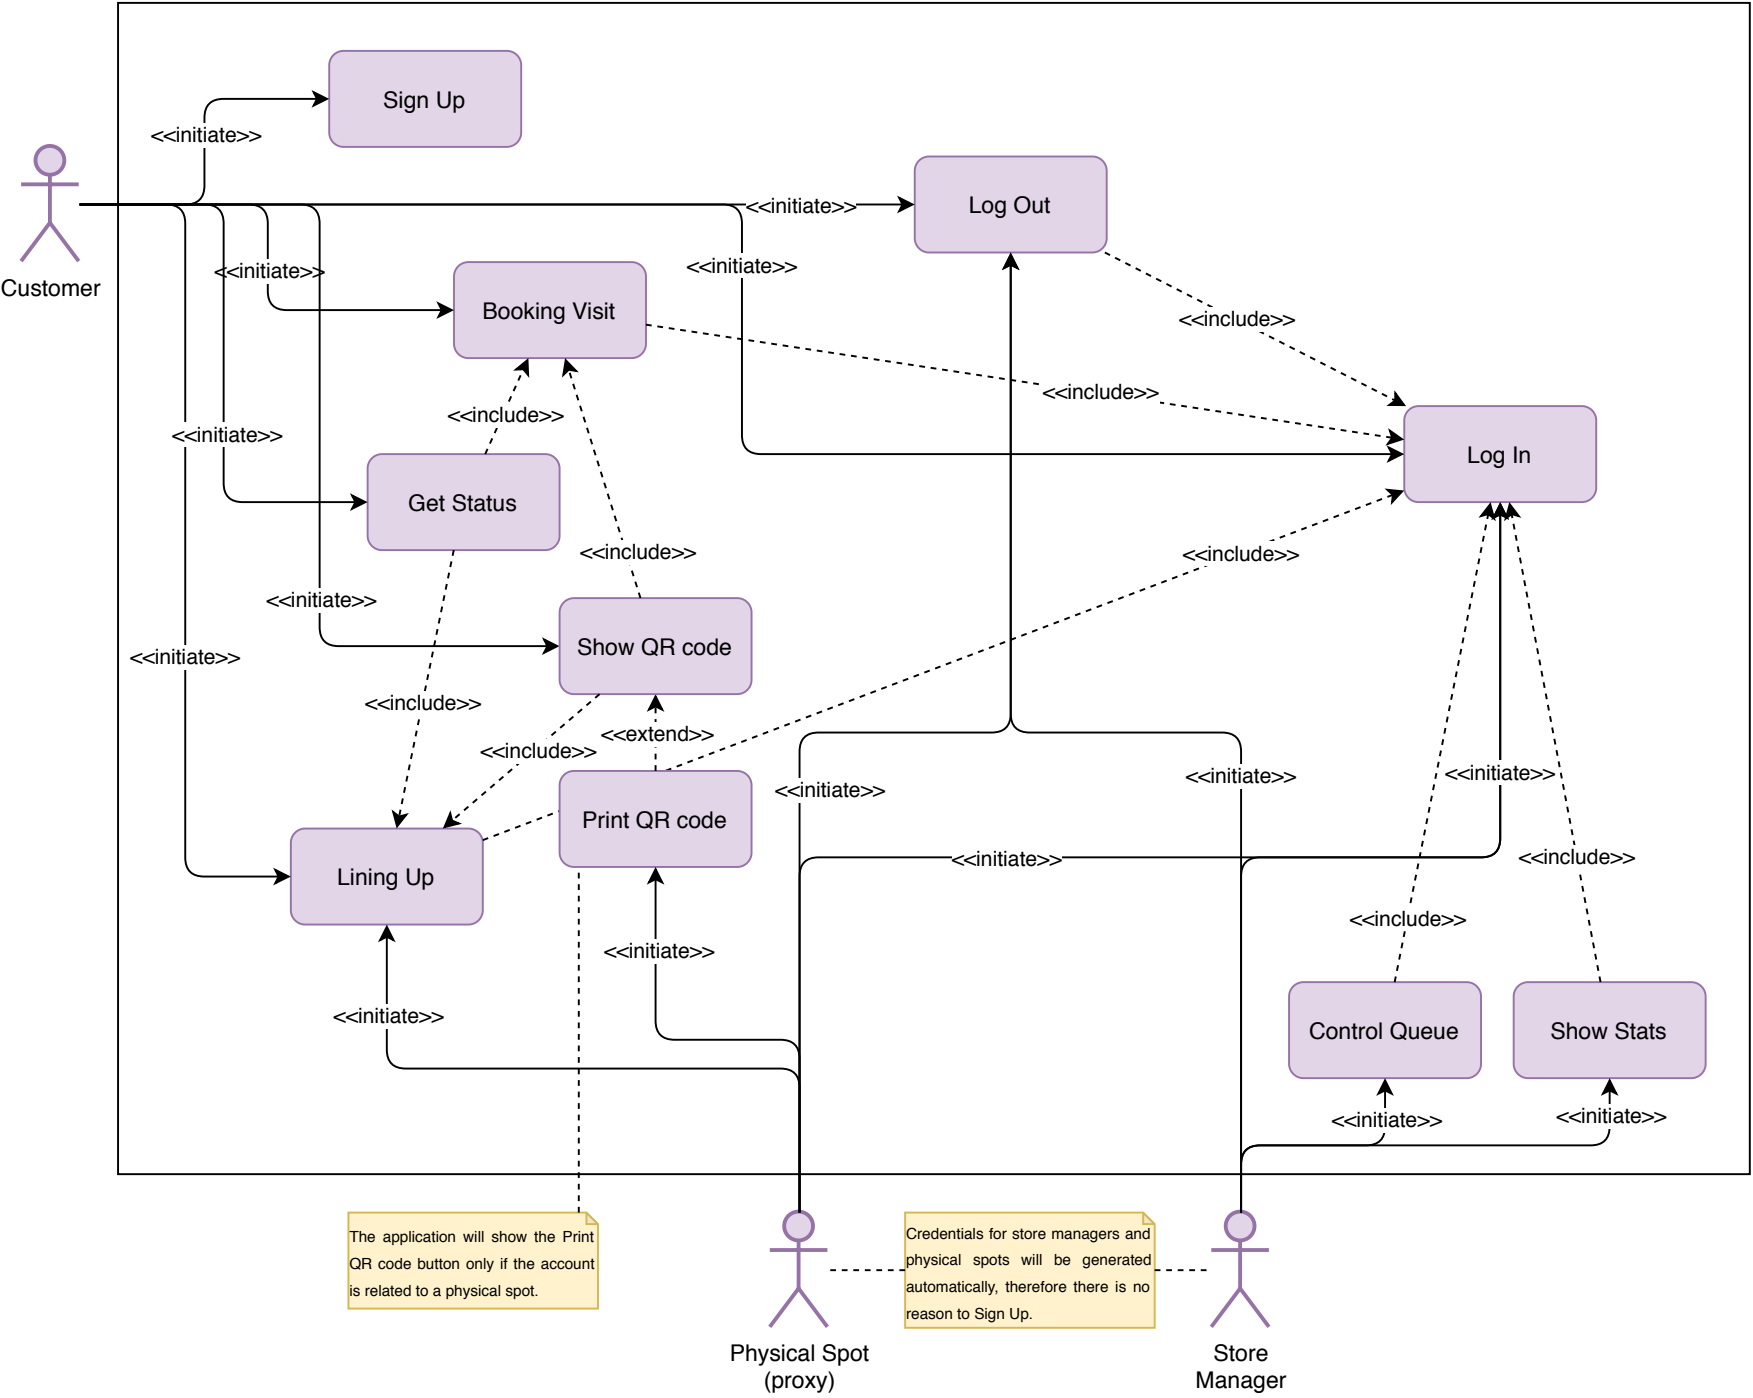 Sign Up
<<initiate>>
Customer
<<initiate>>
Log Out
<<initiate>>
<<initiate>>
Booking Visit
<<include>>
<<include>>
<<include>>
<<initiate>>
Log In
Get Status
<<include>>
<<include>>
<<initiate>>
Show QR code
<<initiate>>
<<include>>
<<extend>>
<<include>>
<<initiate>>
<<initiate>>
<<initiate>>
Print QR code
<<initiate>>
<<include>>
Lining Up
<<include>>
<<initiate>>
<<initiate>>
Control Queue
Show Stats
<<initiate>>
<<initiate>>
The application will show the Print
QR code button only if the account
is related to a physical spot.
Credentials for store managers and
physical spots will be generated
automatically, therefore there is no
reason to Sign Up.
Physical Spot
(proxy)
Store
Manager